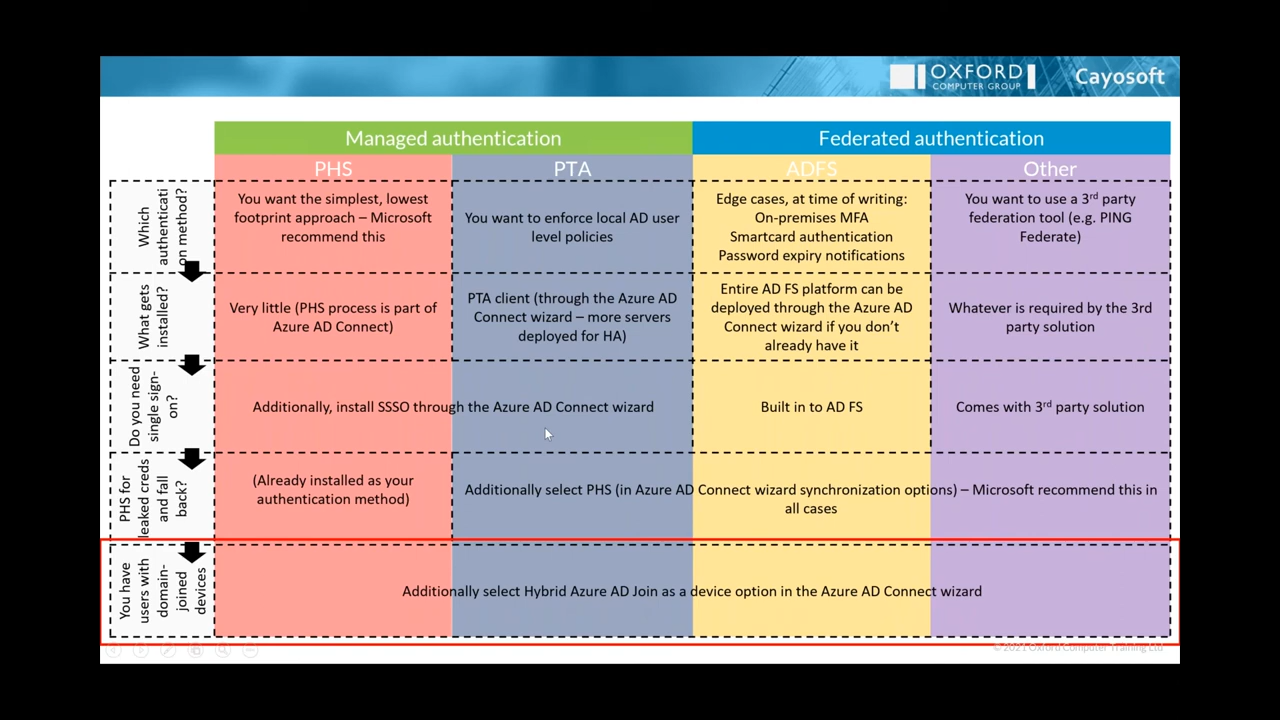 OXFORD
COMPUTER GROUP
Cayosoft
Managed authentication
Federated authentication
PHS
PTA
ADFS
Other
Which
authenticati
on method?
You want the simplest, lowest
footprint approach – Microsoft
recommend this
You want to enforce local AD user
level policies
Edge cases, at time of writing:
On-premises MFA
Smartcard authentication
Password expiry notifications
You want to use a 3rd party
federation tool (e.g. PING
Federate)
What gets
installed?
Very little (PHS process is part of
Azure AD Connect)
PTA client (through the Azure AD
Connect wizard – more servers
deployed for HA)
Entire AD FS platform can be
deployed through the Azure AD
Connect wizard if you don’t
already have it
Whatever is required by the 3rd
party solution
Do you need
single sign-
on?
Additionally, install SSSO through the Azure AD Connect wizard
Built in to AD FS
Comes with 3rd party solution
PHS for
leaked creds
and fall
back?
(Already installed as your
authentication method)
Additionally select PHS (in Azure AD Connect wizard synchronization options) – Microsoft recommend this in
all cases
You have
users with
domain-
joined
devices
Additionally select Hybrid Azure AD Join as a device option in the Azure AD Connect wizard
© 2021 Oxford Computer Training Ltd